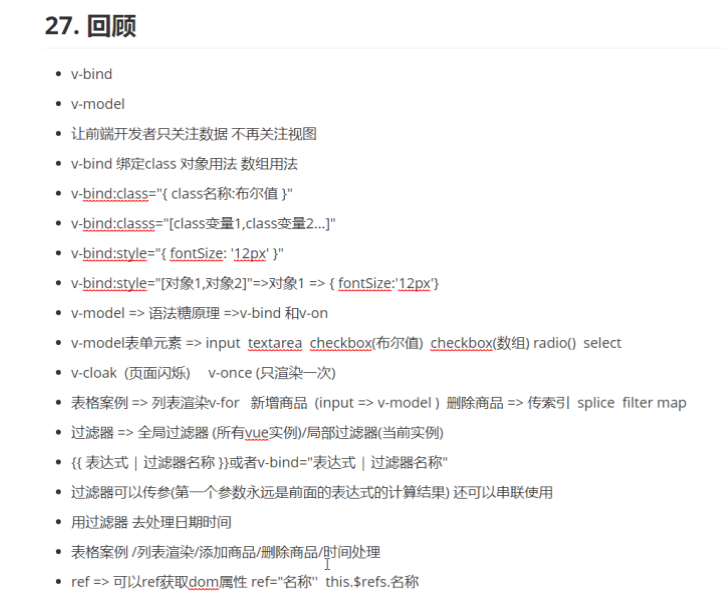 27. 回顾
v-bind
v-model
让前端开发者只关注数据 不再关注视图
v-bind 绑定class 对象用法 数组用法
v-bind:class="{ class名称:布尔值 }"
v-bind:classs="[class变量1,class变量2...]"
v-bind:style="{ fontSize: '12px' }"
v-bind:style="[对象1,对象2]"=>对象1 => { fontSize:'12px'}
v-model => 语法糖原理 =>v-bind 和v-on
v-model表单元素 => input textarea checkbox(布尔值) checkbox(数组) radio() select
v-cloak (页面闪烁) v-once (只渲染一次)
表格案例 => 列表渲染v-for 新增商品 (input => v-model ) 删除商品 => 传索引 splice filter map
过滤器 => 全局过滤器 (所有vue实例)/局部过滤器(当前实例)
{{ 表达式 | 过滤器名称 }}或者v-bind="表达式 | 过滤器名称"
过滤器可以传参(第一个参数永远是前面的表达式的计算结果) 还可以串联使用
用过滤器 去处理日期时间
表格案例 /列表渲染/添加商品/删除商品/时间处理
ref => 可以ref获取dom属性 ref="名称" this.$refs.名称